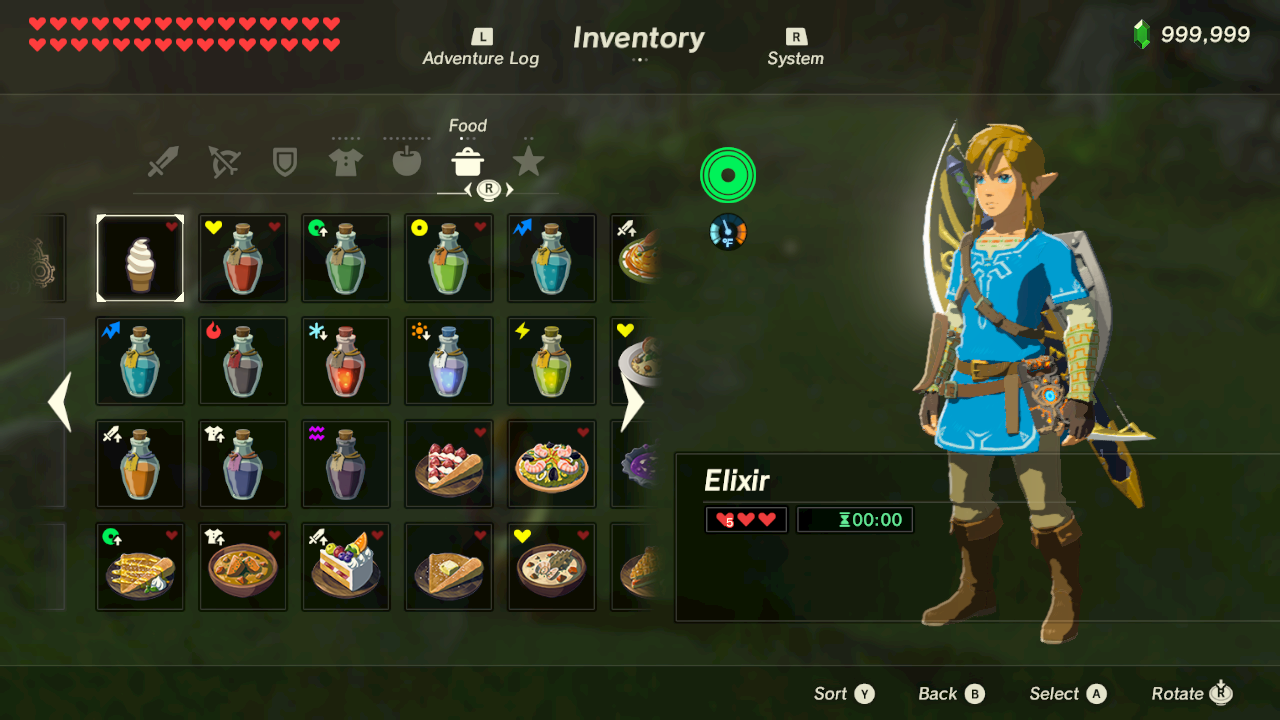 L
Adventure Log
Inventory
R
System
999,999
Food
R
°F
Elixir
5
00:00
Sort Y
Back B
Select A
Rotate R